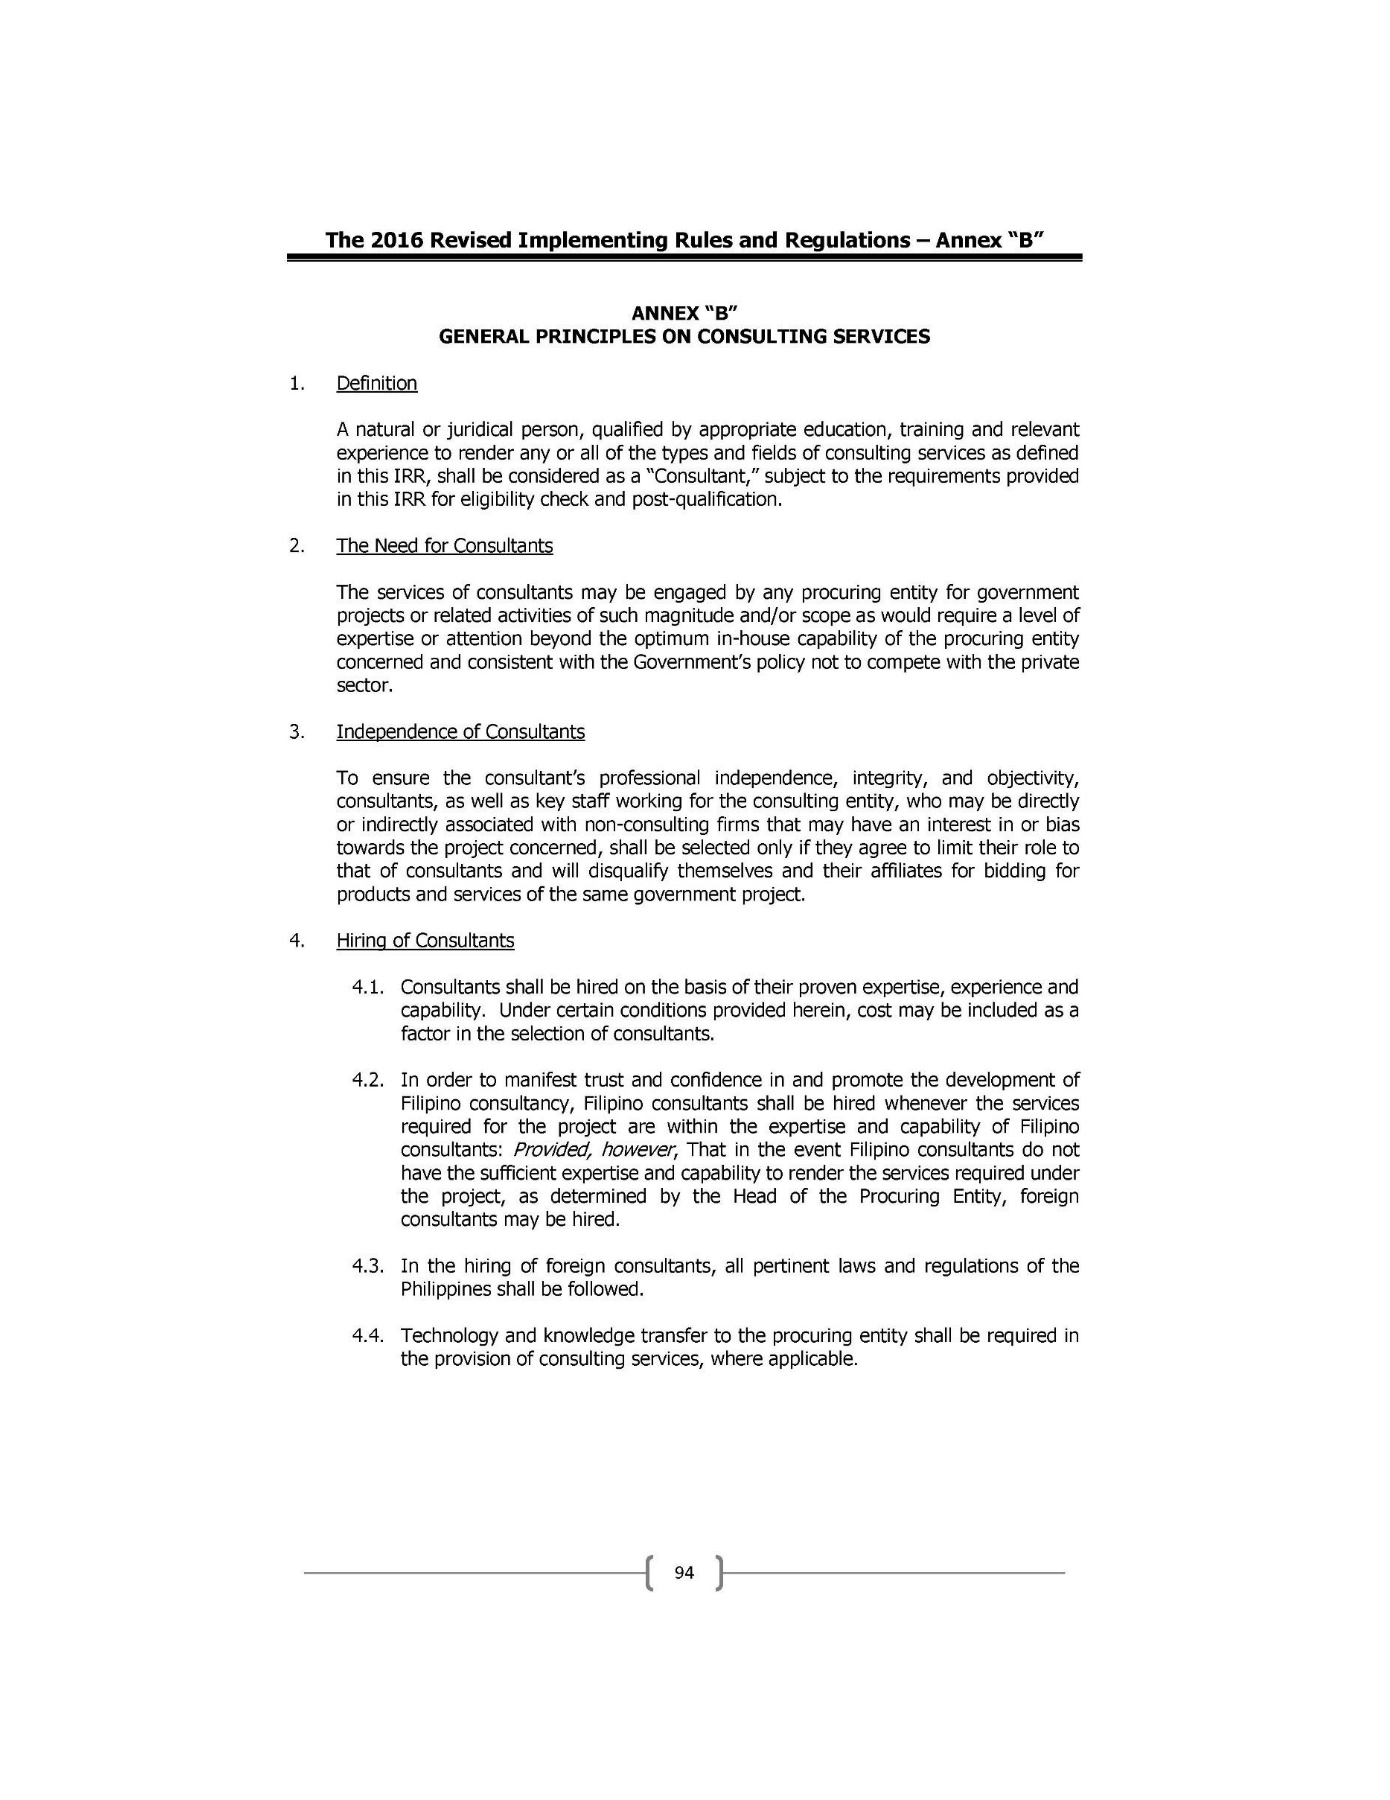 The 2016 Revised Implementing Rules and Regulations – Annex “B”
ANNEX “B”
GENERAL PRINCIPLES ON CONSULTING SERVICES
1. Definition
A natural or juridical person, qualified by appropriate education, training and relevant
experience to render any or all of the types and fields of consulting services as defined
in this IRR, shall be considered as a “Consultant,” subject to the requirements provided
in this IRR for eligibility check and post-qualification.
2. The Need for Consultants
The services of consultants may be engaged by any procuring entity for government
projects or related activities of such magnitude and/or scope as would require a level of
expertise or attention beyond the optimum in-house capability of the procuring entity
concerned and consistent with the Government’s policy not to compete with the private
sector.
3. Independence of Consultants
To ensure the consultant’s professional independence, integrity, and objectivity,
consultants, as well as key staff working for the consulting entity, who may be directly
or indirectly associated with non-consulting firms that may have an interest in or bias
towards the project concerned, shall be selected only if they agree to limit their role to
that of consultants and will disqualify themselves and their affiliates for bidding for
products and services of the same government project.
4. Hiring of Consultants
4.1. Consultants shall be hired on the basis of their proven expertise, experience and
capability. Under certain conditions provided herein, cost may be included as a
factor in the selection of consultants.
4.2. In order to manifest trust and confidence in and promote the development of
Filipino consultancy, Filipino consultants shall be hired whenever the services
required for the project are within the expertise and capability of Filipino
consultants: Provided, however, That in the event Filipino consultants do not
have the sufficient expertise and capability to render the services required under
the project, as determined by the Head of the Procuring Entity, foreign
consultants may be hired.
4.3. In the hiring of foreign consultants, all pertinent laws and regulations of the
Philippines shall be followed.
4.4. Technology and knowledge transfer to the procuring entity shall be required in
the provision of consulting services, where applicable.
94